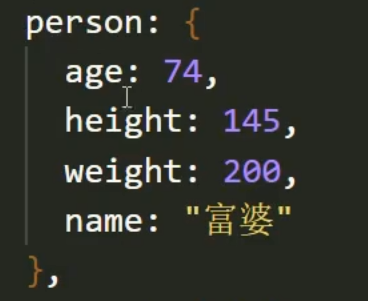 person: {
age: 74,
height: 145,
weight: 200,
name: "富婆"
},